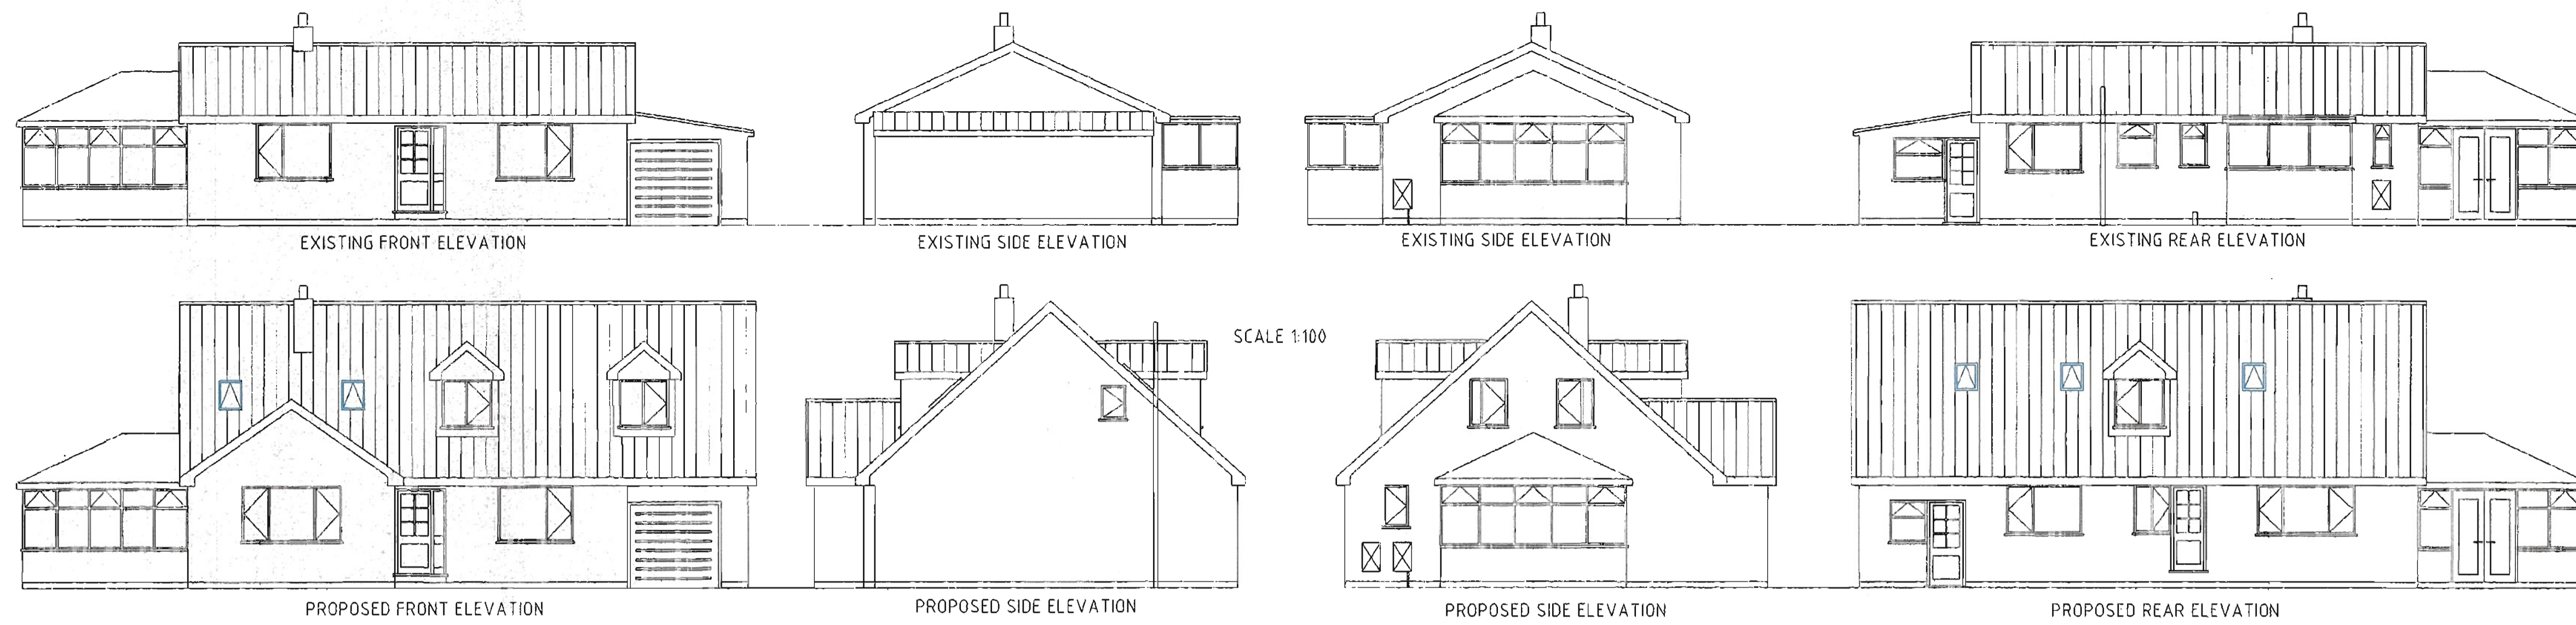 EXISTING FRONT ELEVATION
EXISTING SIDE ELEVATION
EXISTING SIDE ELEVATION
EXISTING REAR ELEVATION
SCALE 1:100
PROPOSED FRONT ELEVATION
PROPOSED SIDE ELEVATION
PROPOSED SIDE ELEVATION
PROPOSED REAR ELEVATION